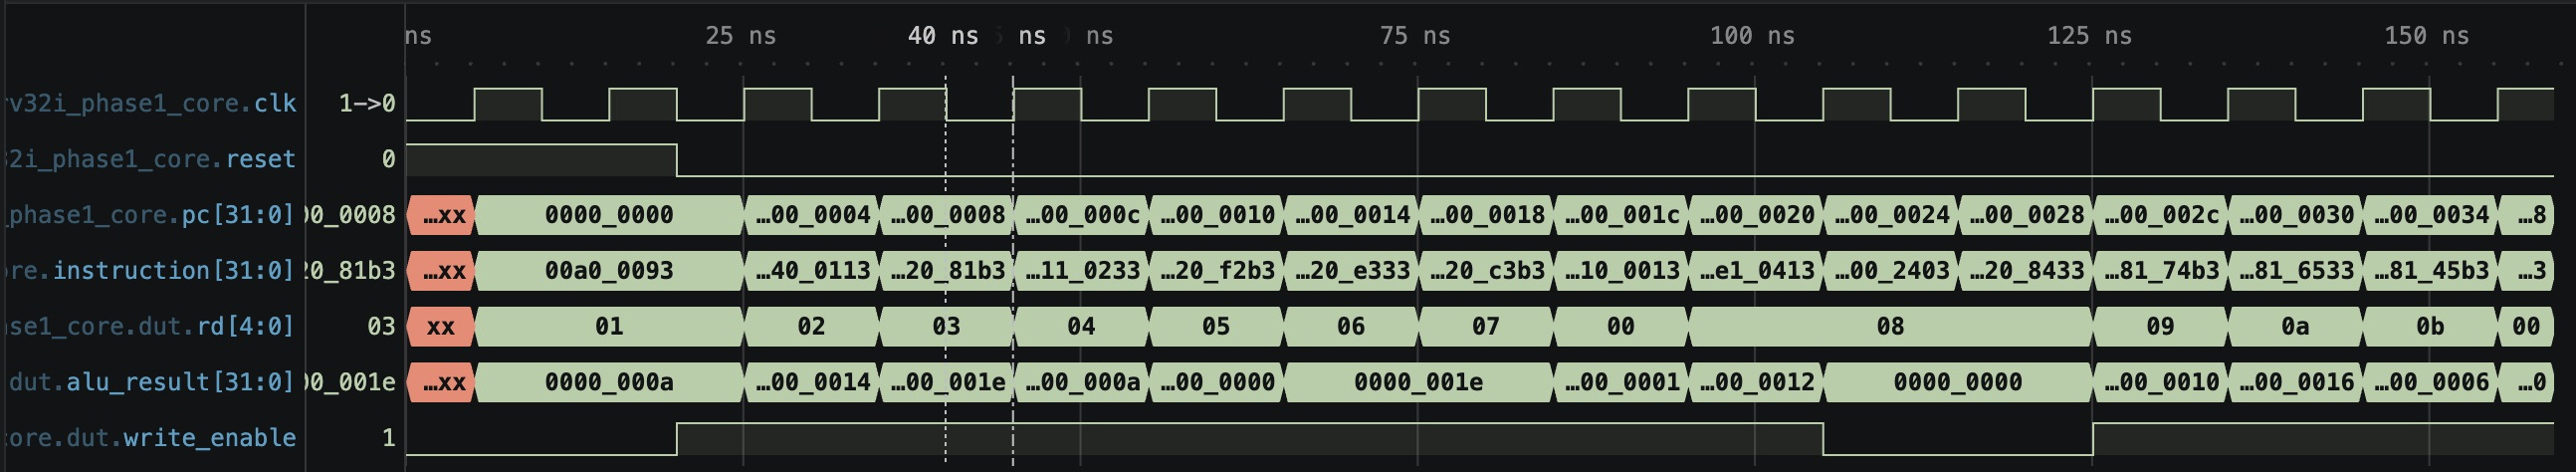 ns 25 ns 40 ns ns ns 75 ns 100 ns 125 ns 150 ns
rv32i_phase1_core.clk 1->0
32i_phase1_core.reset 0
_phase1_core.pc[31:0] 00_0008 …xx 0000_0000 …00_0004 …00_0008 …00_000c …00_0010 …00_0014 …00_0018 …00_001c …00_0020 …00_0024 …00_0028 …00_002c …00_0030 …00_0034 …8
ore.instruction[31:0] 20_81b3 …xx 00a0_0093 …40_0113 …20_81b3 …11_0233 …20_f2b3 …20_e333 …20_c3b3 …10_0013 …e1_0413 …00_2403 …20_8433 …81_74b3 …81_6533 …81_45b3 …3
ase1_core.dut.rd[4:0] 03 xx 01 02 03 04 05 06 07 00 08 09 0a 0b 00
dut.alu_result[31:0] 00_001e …xx 0000_000a …00_0014 …00_001e …00_000a …00_0000 0000_001e …00_0001 …00_0012 0000_0000 …00_0010 …00_0016 …00_0006 …0
core.dut.write_enable 1